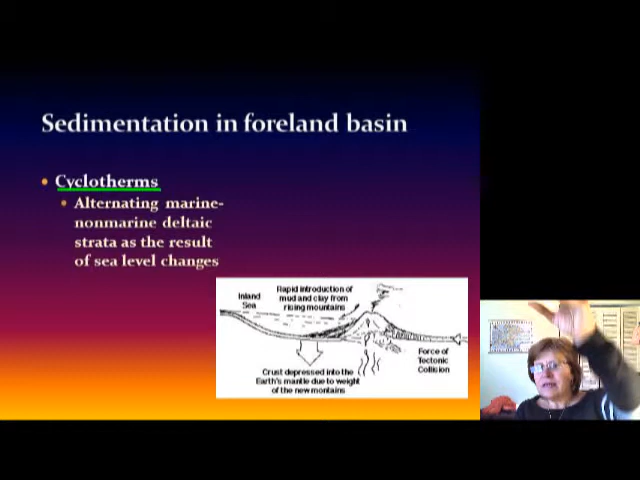 Sedimentation in foreland basin
Cyclotherms
Alternating marine-
nonmarine deltaic
strata as the result
of sea level changes
Inland
Sea
Rapid introduction of
mud and clay from
rising mountains
Force of
Tectonic
Collision
Crust depressed into the
Earth's mantle due to weight
of the new montains